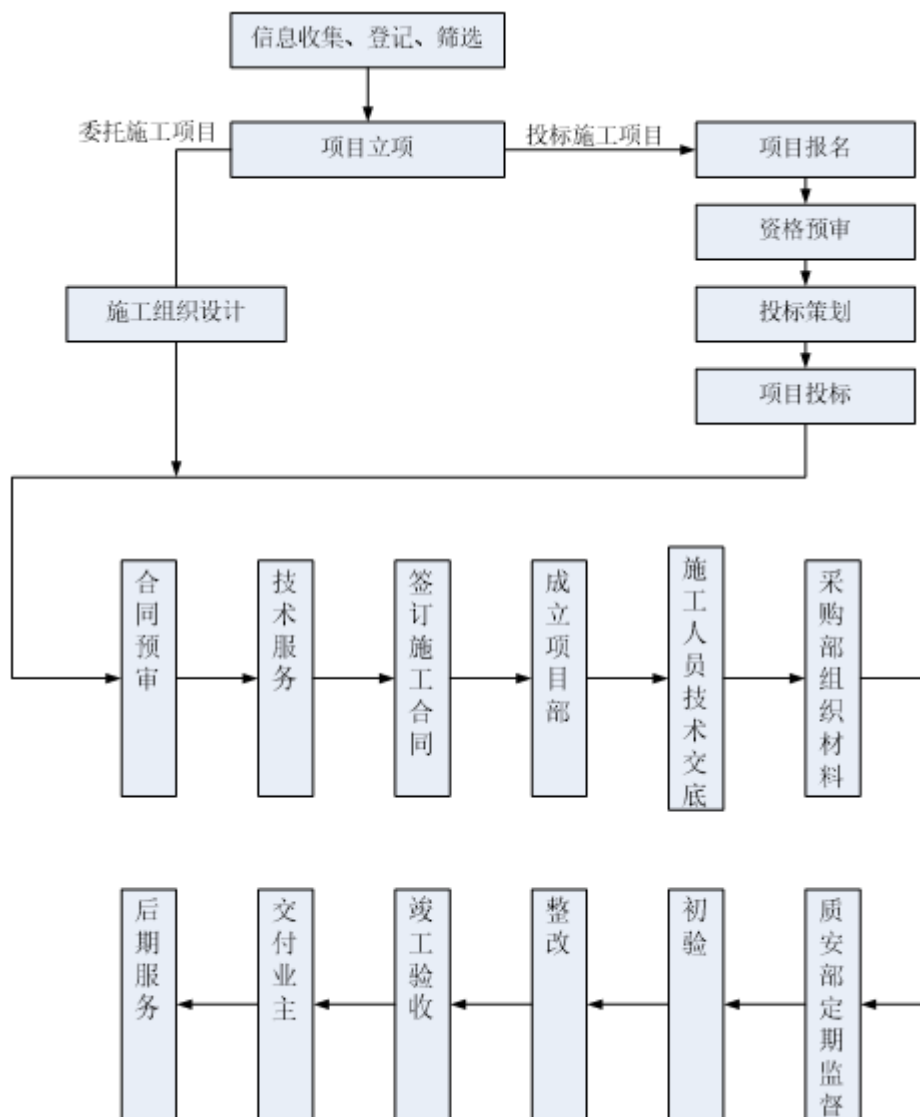 信息收集、登记、筛选
委托施工项目
项目立项
投标施工项目
项目报名
资格预审
施工组织设计
投标策划
项目投标
合同预审
技术服务
签订施工合同
成立项目部
施工人员技术交底
采购部组织材料
后期服务
交付业主
竣工验收
整改
初验
质安部定期监督